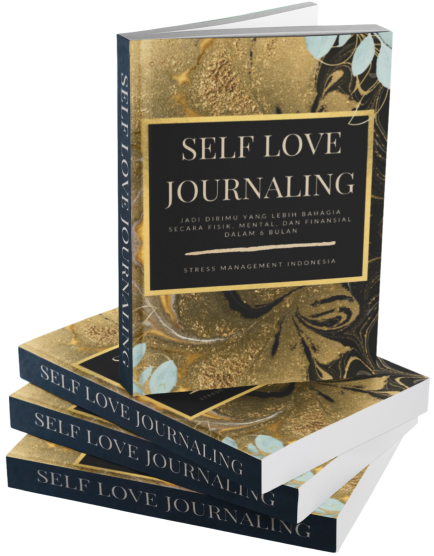 SELF LOVE JOURNALING
SELF LOVE
JOURNALING
JADI DIRIMU YANG LEBIH BAHAGIA
SECARA FISIK, MENTAL, DAN FINANSIAL
DALAM 6 BULAN
STRESS MANAGEMENT INDONESIA
SELF LOVE JOURNALING
SELF LOVE JOURNALING
SELF LOVE JOURNALING